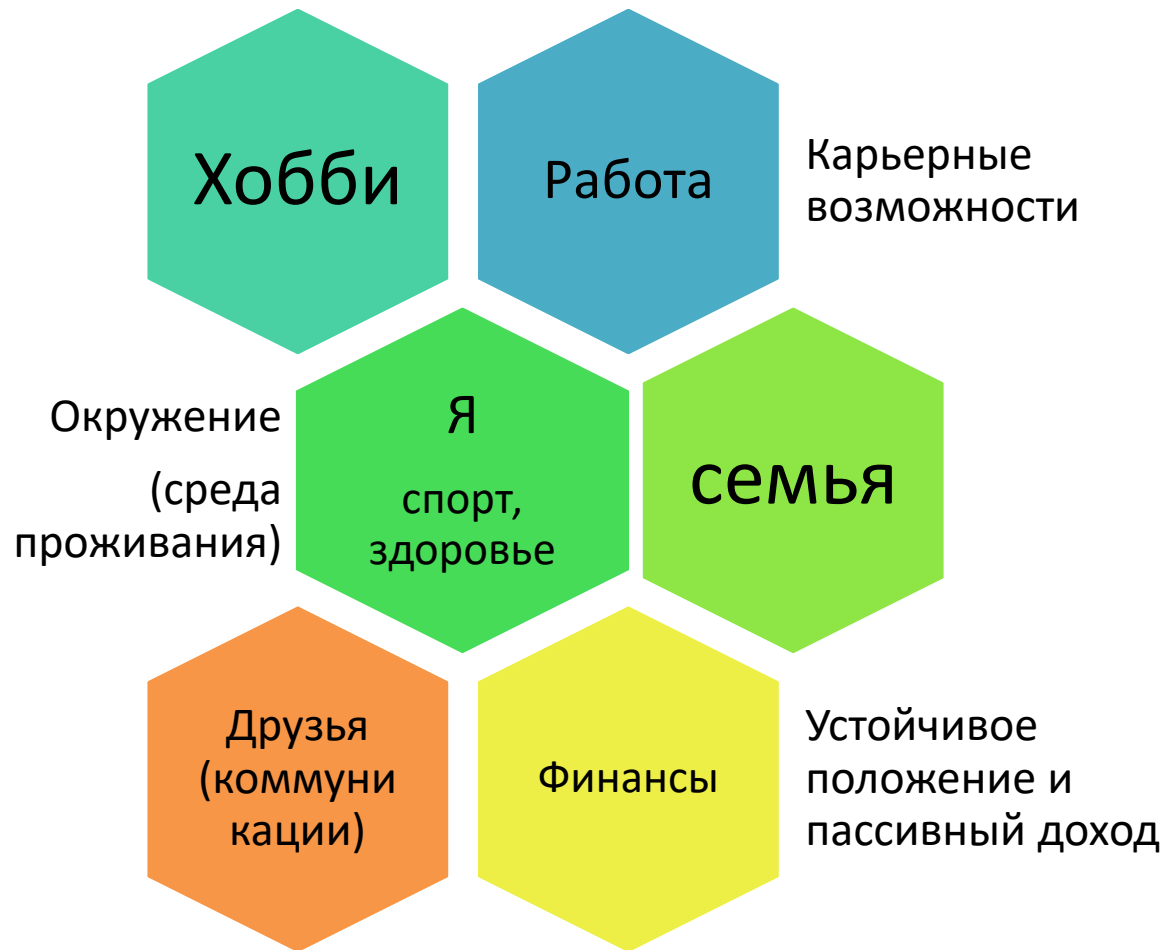 Хобби
Работа
Карьерные
возможности
Окружение
(среда
проживания)
Я
спорт,
здоровье
семья
Друзья
(коммуни
кации)
Финансы
Устойчивое
положение и
пассивный доход